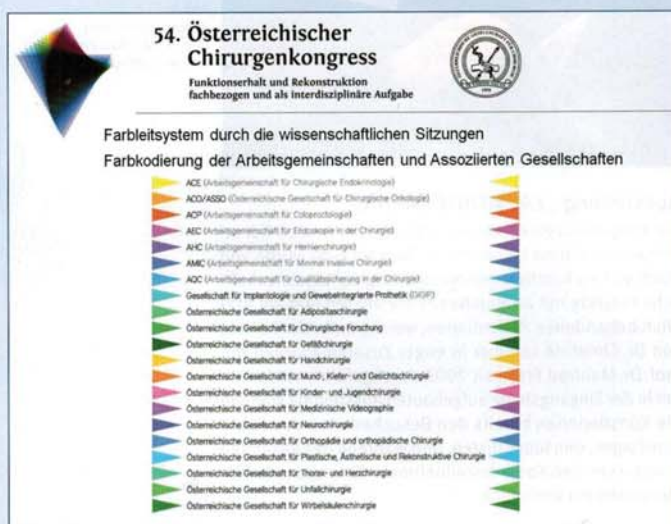 54. Österreichischer
Chirurgenkongress
Funktionserhalt und Rekonstruktion
fachbezogen und als interdisziplinäre Aufgabe
Farbleitsystem durch die wissenschaftlichen Sitzungen
Farbkodierung der Arbeitsgemeinschaften und Assoziierten Gesellschaften
ACE (Arbeitsgemeinschaft für Chirurgische Endokrinologie)
ACO/ASSO (Österreichische Gesellschaft für Chirurgische Onkologie)
ACP (Arbeitsgemeinschaft für Coloproctologie)
AEC (Arbeitsgemeinschaft für Endoskopie in der Chirurgie)
AHC (Arbeitsgemeinschaft für Hernienchirurgie)
AMIC (Arbeitsgemeinschaft für Minimal Invasive Chirurgie)
AQC (Arbeitsgemeinschaft für Qualitätssicherung in der Chirurgie)
Gesellschaft für Implantologie und Gewebeintegrierte Prothetik
Österreichische Gesellschaft für Adipositaschirurgie
Österreichische Gesellschaft für Chirurgische Forschung
Österreichische Gesellschaft für Gefäßchirurgie
Österreichische Gesellschaft für Handchirurgie
Österreichische Gesellschaft für Mund-, Kiefer- und Gesichtschirurgie
Österreichische Gesellschaft für Kinder- und Jugendchirurgie
Österreichische Gesellschaft für Medizinische Videographie
Österreichische Gesellschaft für Neurochirurgie
Österreichische Gesellschaft für Orthopädie und orthopädische Chirurgie
Österreichische Gesellschaft für Plastische, Ästhetische und Rekonstruktive Chirurgie
Österreichische Gesellschaft für Thorax- und Herzchirurgie
Österreichische Gesellschaft für Unfallchirurgie
Österreichische Gesellschaft für Wirbelsäulenchirurgie